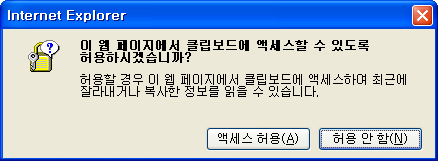 Internet Explorer
이 웹 페이지에서 클립보드에 액세스할 수 있도록
허용하시겠습니까?
허용할 경우 이 웹 페이지에서 클립보드에 액세스하며 최근에
잘라내거나 복사한 정보를 읽을 수 있습니다.
액세스 허용(A)
허용 안 함(N)